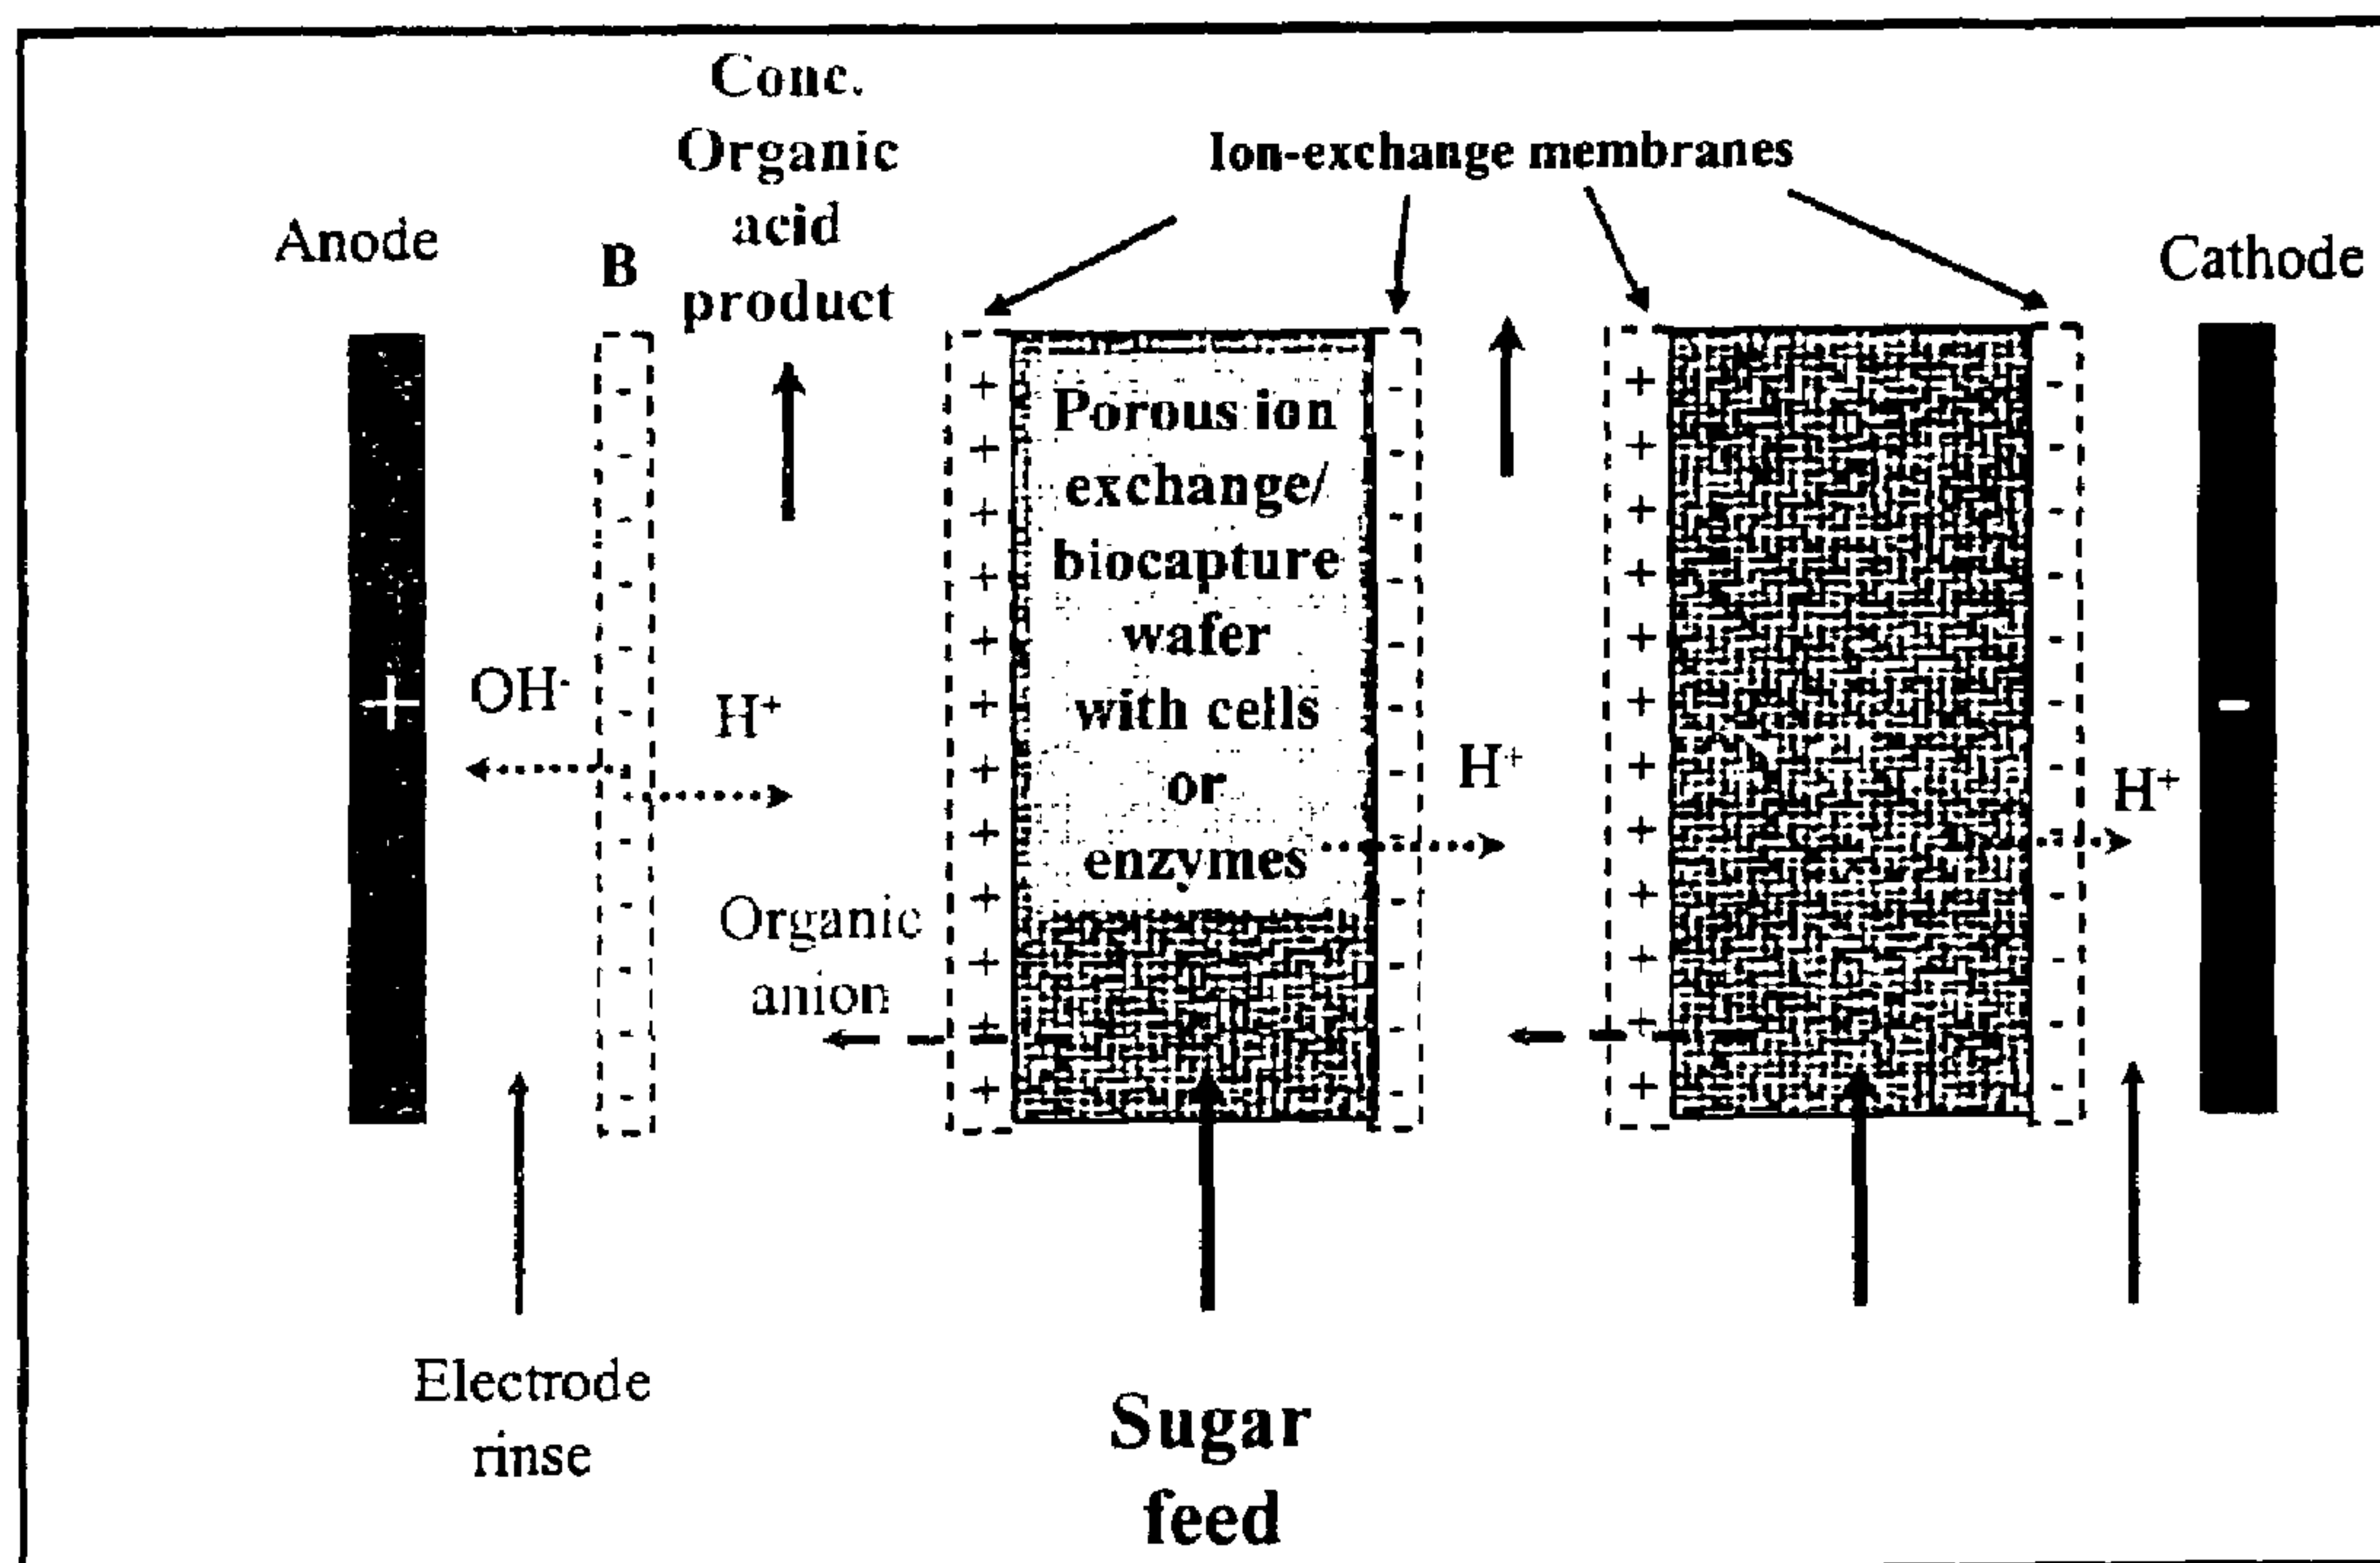 Conc.
Organic
acid
product
Ion-exchange membranes
Anode
B
Cathode
Porous ion
exchange/
biocapture
wafer
with cells
or
enzymes
+
OH-
H+
H+
-
H+
Organic
anion
Electrode
rinse
Sugar
feed